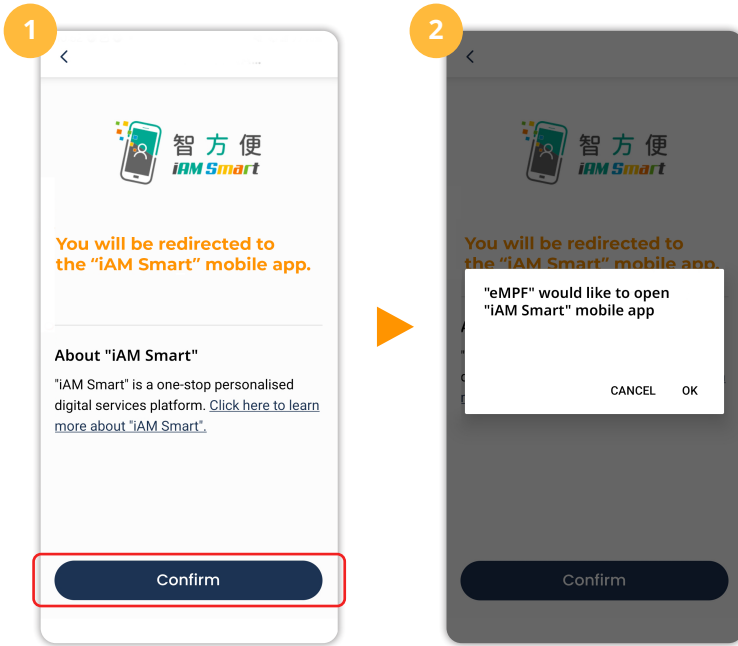 1
智方便
iAM Smart
You will be redirected to
the “iAM Smart” mobile app.
About "iAM Smart"
"iAM Smart" is a one-stop personalised
digital services platform. Click here to learn
more about "iAM Smart".
Confirm
2
智方便
iAM Smart
You will be redirected to
the “iAM Smart” mobile app.
"eMPF" would like to open
"iAM Smart" mobile app
CANCEL OK
Confirm